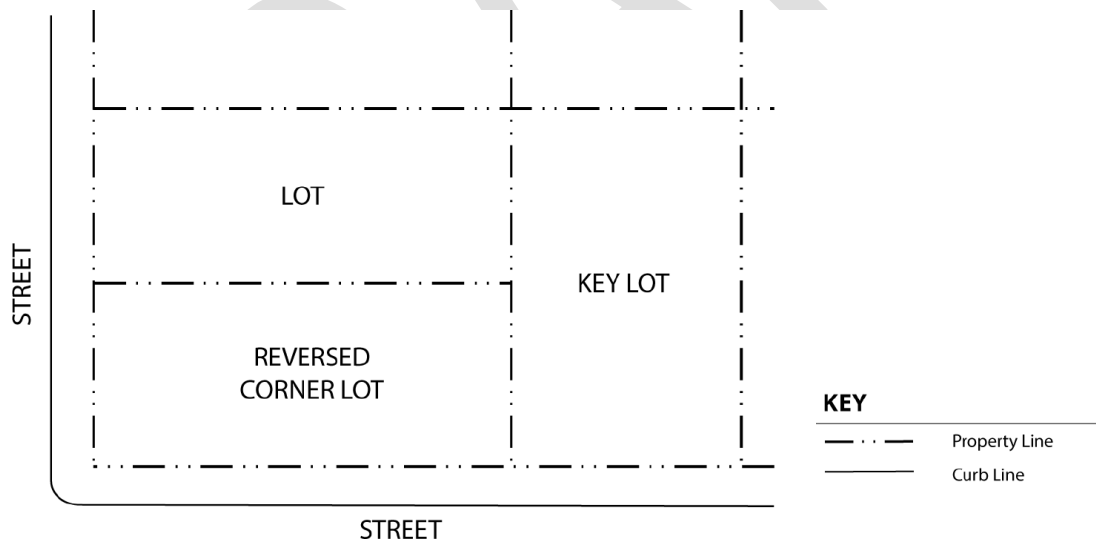 LOT
STREET
KEY LOT
REVERSED
CORNER LOT
KEY
Property Line
Curb Line
STREET